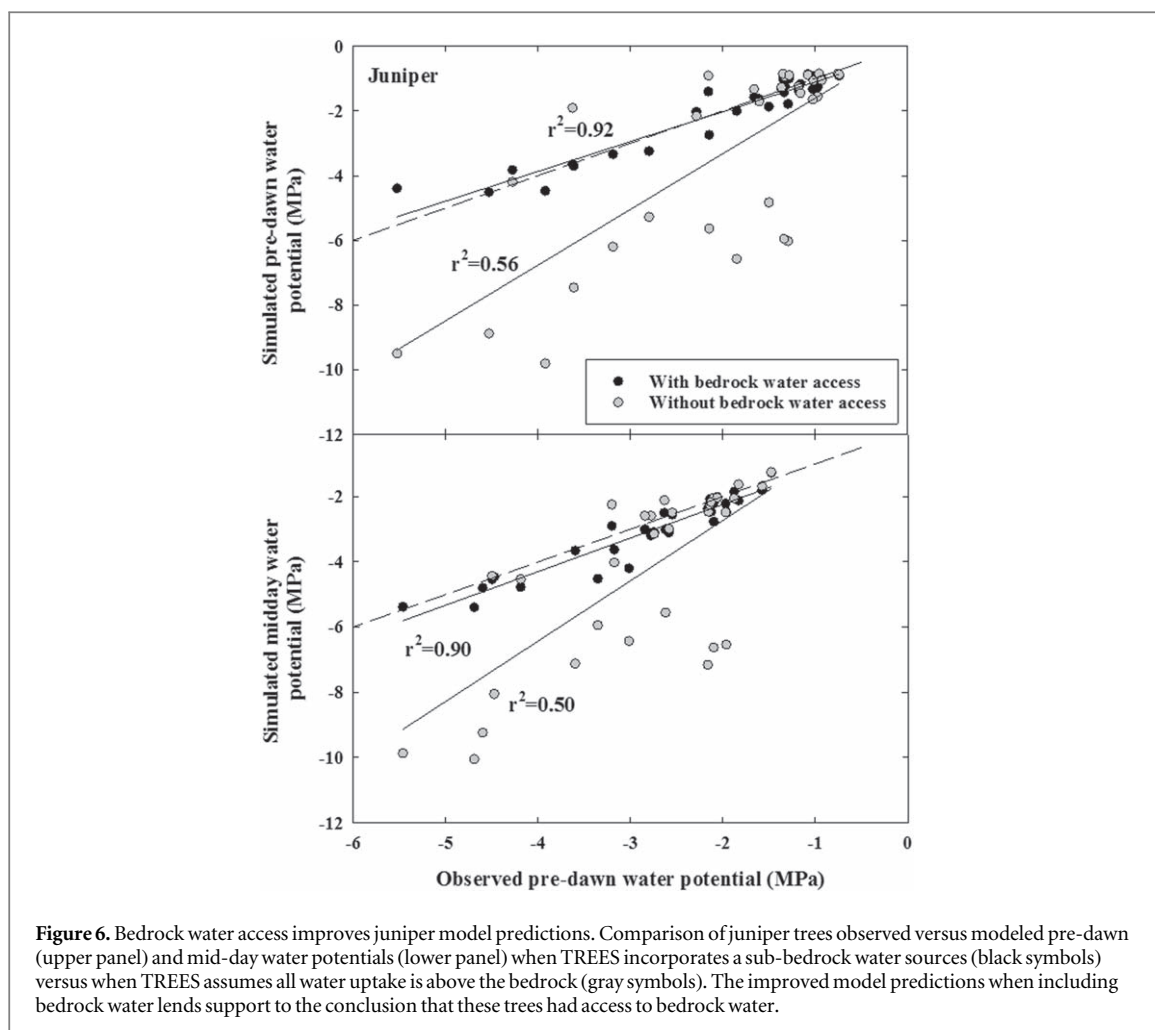 Juniper
Simulated pre-dawn water
potential (MPa)
0
-2
-4
-6
-8
-10
-12
r²=0.92
r²=0.56
With bedrock water access
Without bedrock water access
Simulated midday water
potential (MPa)
-2
-4
-6
-8
-10
-12
r²=0.90
r²=0.50
-6 -5 -4 -3 -2 -1 0
Observed pre-dawn water potential (MPa)
Figure 6. Bedrock water access improves juniper model predictions. Comparison of juniper trees observed versus modeled pre-dawn
(upper panel) and mid-day water potentials (lower panel) when TREES incorporates a sub-bedrock water sources (black symbols)
versus when TREES assumes all water uptake is above the bedrock (gray symbols). The improved model predictions when including
bedrock water lends support to the conclusion that these trees had access to bedrock water.